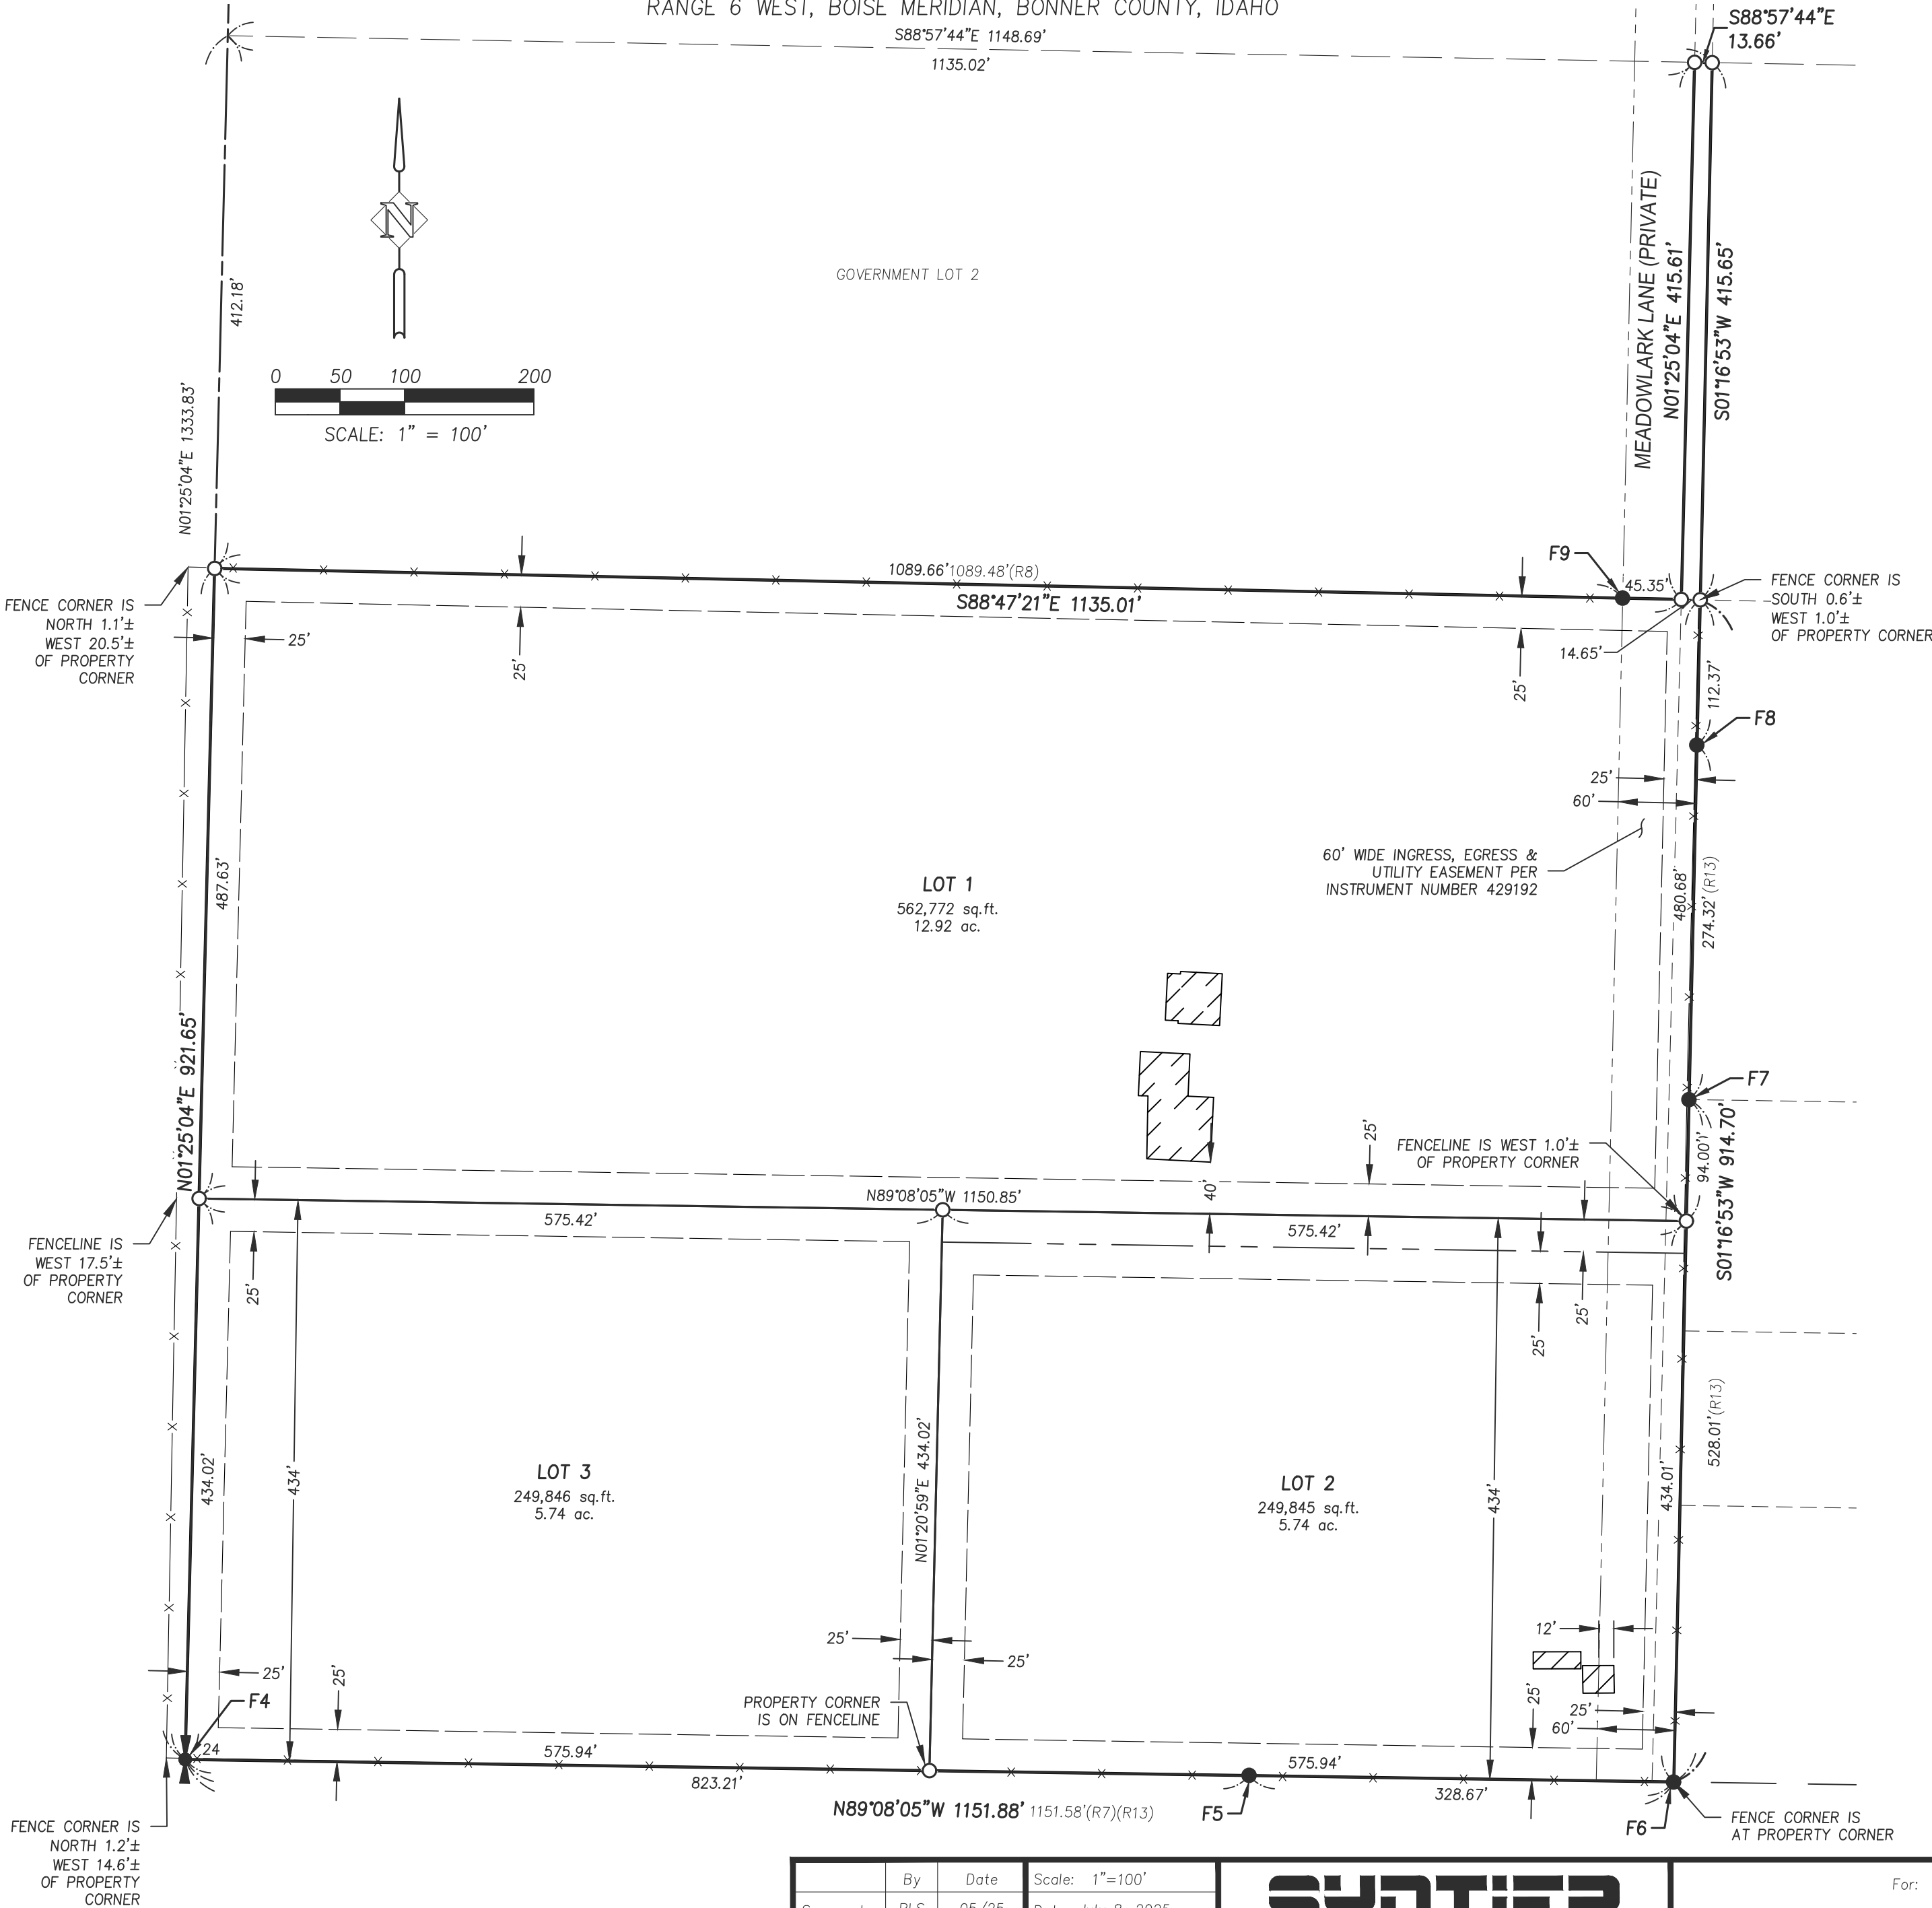 RANGE 6 WEST, BOISE MERIDIAN, BONNER COUNTY, IDAHO
S88°57'44"E 1148.69'
1135.02'
S88°57'44"E
13.66'
N
GOVERNMENT LOT 2
412.18'
N01°25'04"E 1333.83'
0 50 100 200
SCALE: 1" = 100'
MEADOWLARK LANE (PRIVATE)
N01°25'04"E 415.61'
S01°16'53"W 415.65'
FENCE CORNER IS
NORTH 1.1'±
WEST 20.5'±
OF PROPERTY
CORNER
1089.66' 1089.48'(R8)
S88°47'21"E 1135.01'
F9
45.35'
FENCE CORNER IS
SOUTH 0.6'±
WEST 1.0'±
OF PROPERTY CORNER
14.65'
25'
25'
25'
112.37'
F8
25'
60'
60' WIDE INGRESS, EGRESS &
UTILITY EASEMENT PER
INSTRUMENT NUMBER 429192
487.63'
LOT 1
562,772 sq.ft.
12.92 ac.
480.68'
274.32'(R13)
N01°25'04"E 921.65'
F7
FENCELINE IS WEST 1.0'±
OF PROPERTY CORNER
25'
94.00'
S01°16'53"W 914.70'
N89°08'05"W 1150.85'
40'
575.42'
575.42'
FENCELINE IS
WEST 17.5'±
OF PROPERTY
CORNER
25'
25'
25'
434.02'
434'
LOT 3
249,846 sq.ft.
5.74 ac.
N01°20'59"E 434.02'
LOT 2
249,845 sq.ft.
5.74 ac.
434'
434.01'
528.01'(R13)
12'
25'
25'
25'
25'
F4
PROPERTY CORNER
IS ON FENCELINE
25'
25'
60'
24
575.94'
575.94'
823.21'
328.67'
N89°08'05"W 1151.88' 1151.58'(R7)(R13)
F5
F6
FENCE CORNER IS
AT PROPERTY CORNER
FENCE CORNER IS
NORTH 1.2'±
WEST 14.6'±
OF PROPERTY
CORNER
By Date Scale: 1"=100'
For: